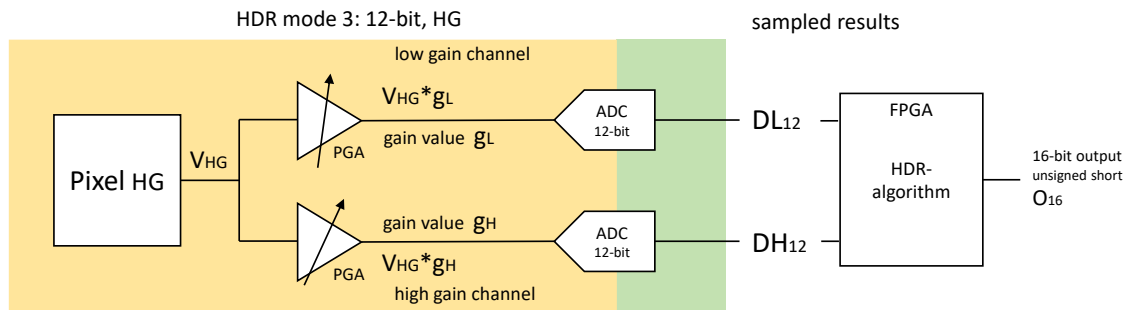 HDR mode 3: 12-bit, HG
sampled results
low gain channel
VHG*gL
gain value gL
PGA
ADC
12-bit
DL12
FPGA
HDR-
algorithm
16-bit output
unsigned short
O16
Pixel HG
VHG
gain value gH
PGA
VHG*gH
high gain channel
ADC
12-bit
DH12